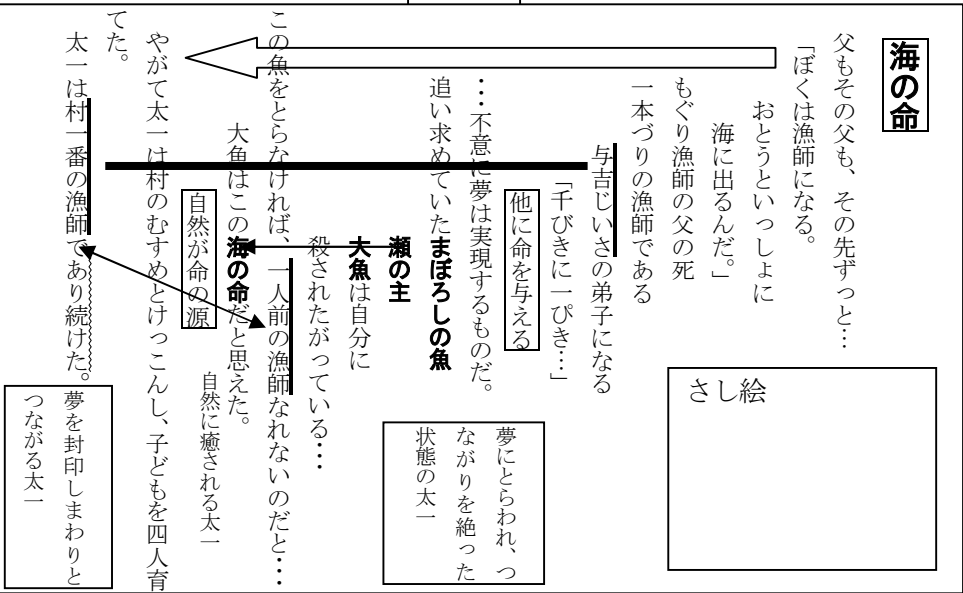 海の命
父もその父も、その先ずっと…
「ぼくは漁師になる。
おとうといっしょに
海に出るんだ。」
もぐり漁師の父の死
一本づりの漁師である
与吉じいさの弟子になる
「千びきに一ぴき…」
他に命を与える
・・不意に夢は実現するものだ。
追い求めていたまぼろしの魚
瀬の主
大魚は自分に
殺されたがっている・・・
この魚をとらなければ、一人前の漁師なれないのだと・・・
大魚はこの海の命だと思えた。
自然が命の源
自然に癒される太一
やがて太一は村のむすめとけっこんし、子どもを四人育
てた。
太一は村一番の漁師であり続けた。
さし絵
夢にとらわれ、つ
ながりを絶った
状態の太一
夢を封印しまわりと
つながる太一